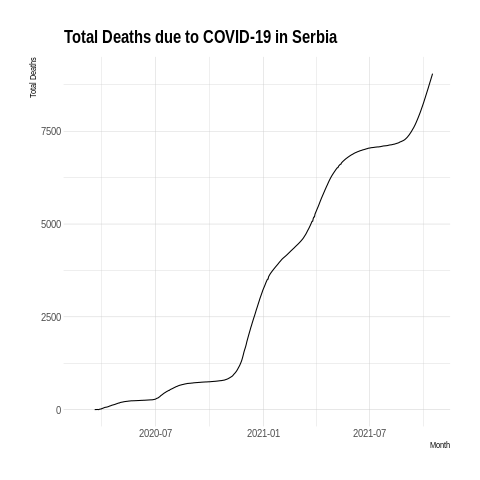 Total Deaths due to COVID-19 in Serbia
Total Deaths
7500
5000
2500
0
2020-07
2021-01
2021-07
Month